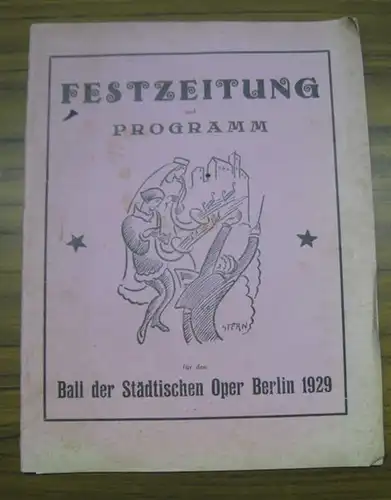 FESTZEITUNG
und
PROGRAMM
STERN
für den
Ball der Städtischen Oper Berlin 1929